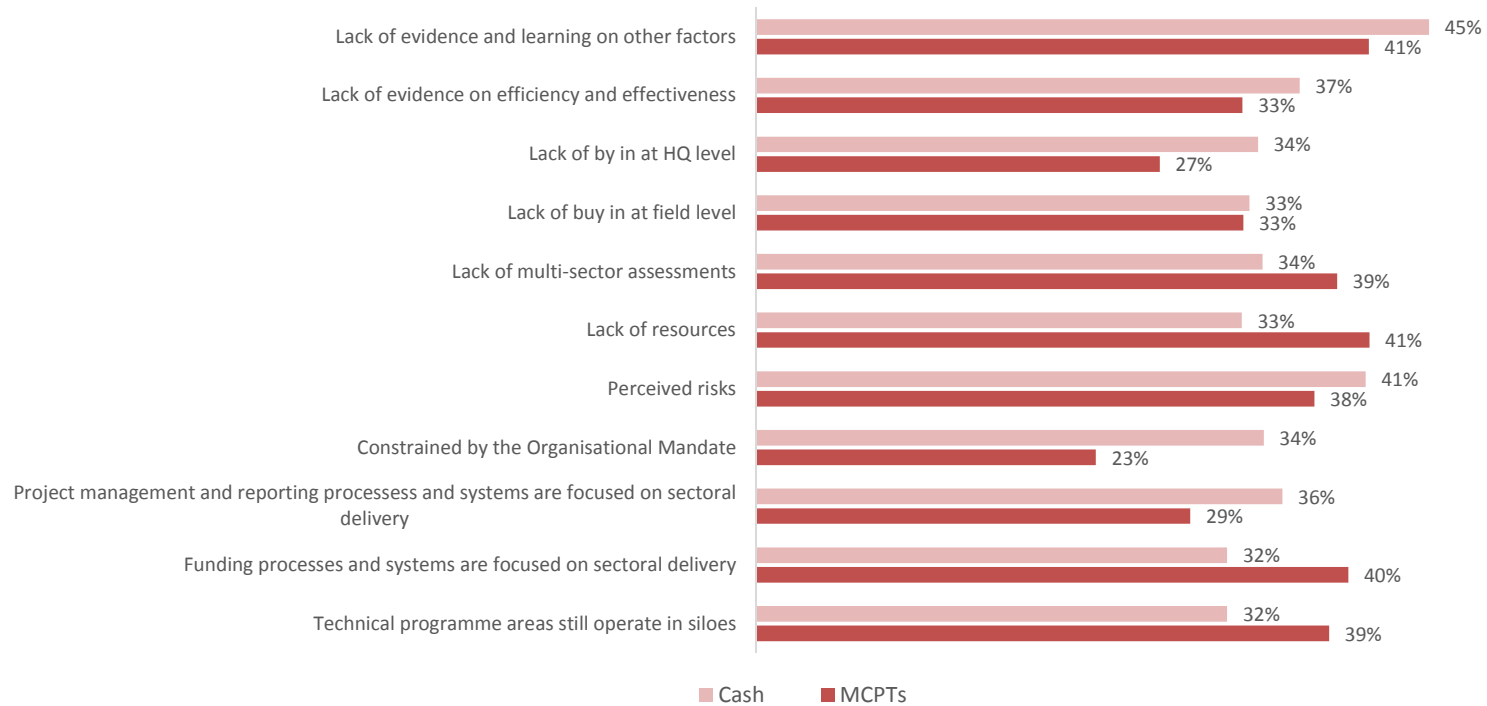 Lack of evidence and learning on other factors
45%
41%
Lack of evidence on efficiency and effectiveness
37%
33%
Lack of by in at HQ level
34%
27%
Lack of buy in at field level
33%
33%
Lack of multi-sector assessments
34%
39%
Lack of resources
33%
41%
Perceived risks
41%
38%
Constrained by the Organisational Mandate
34%
23%
Project management and reporting processess and systems are focused on sectoral
delivery
36%
29%
Funding processes and systems are focused on sectoral delivery
32%
40%
Technical programme areas still operate in siloes
32%
39%
Cash MCPTs